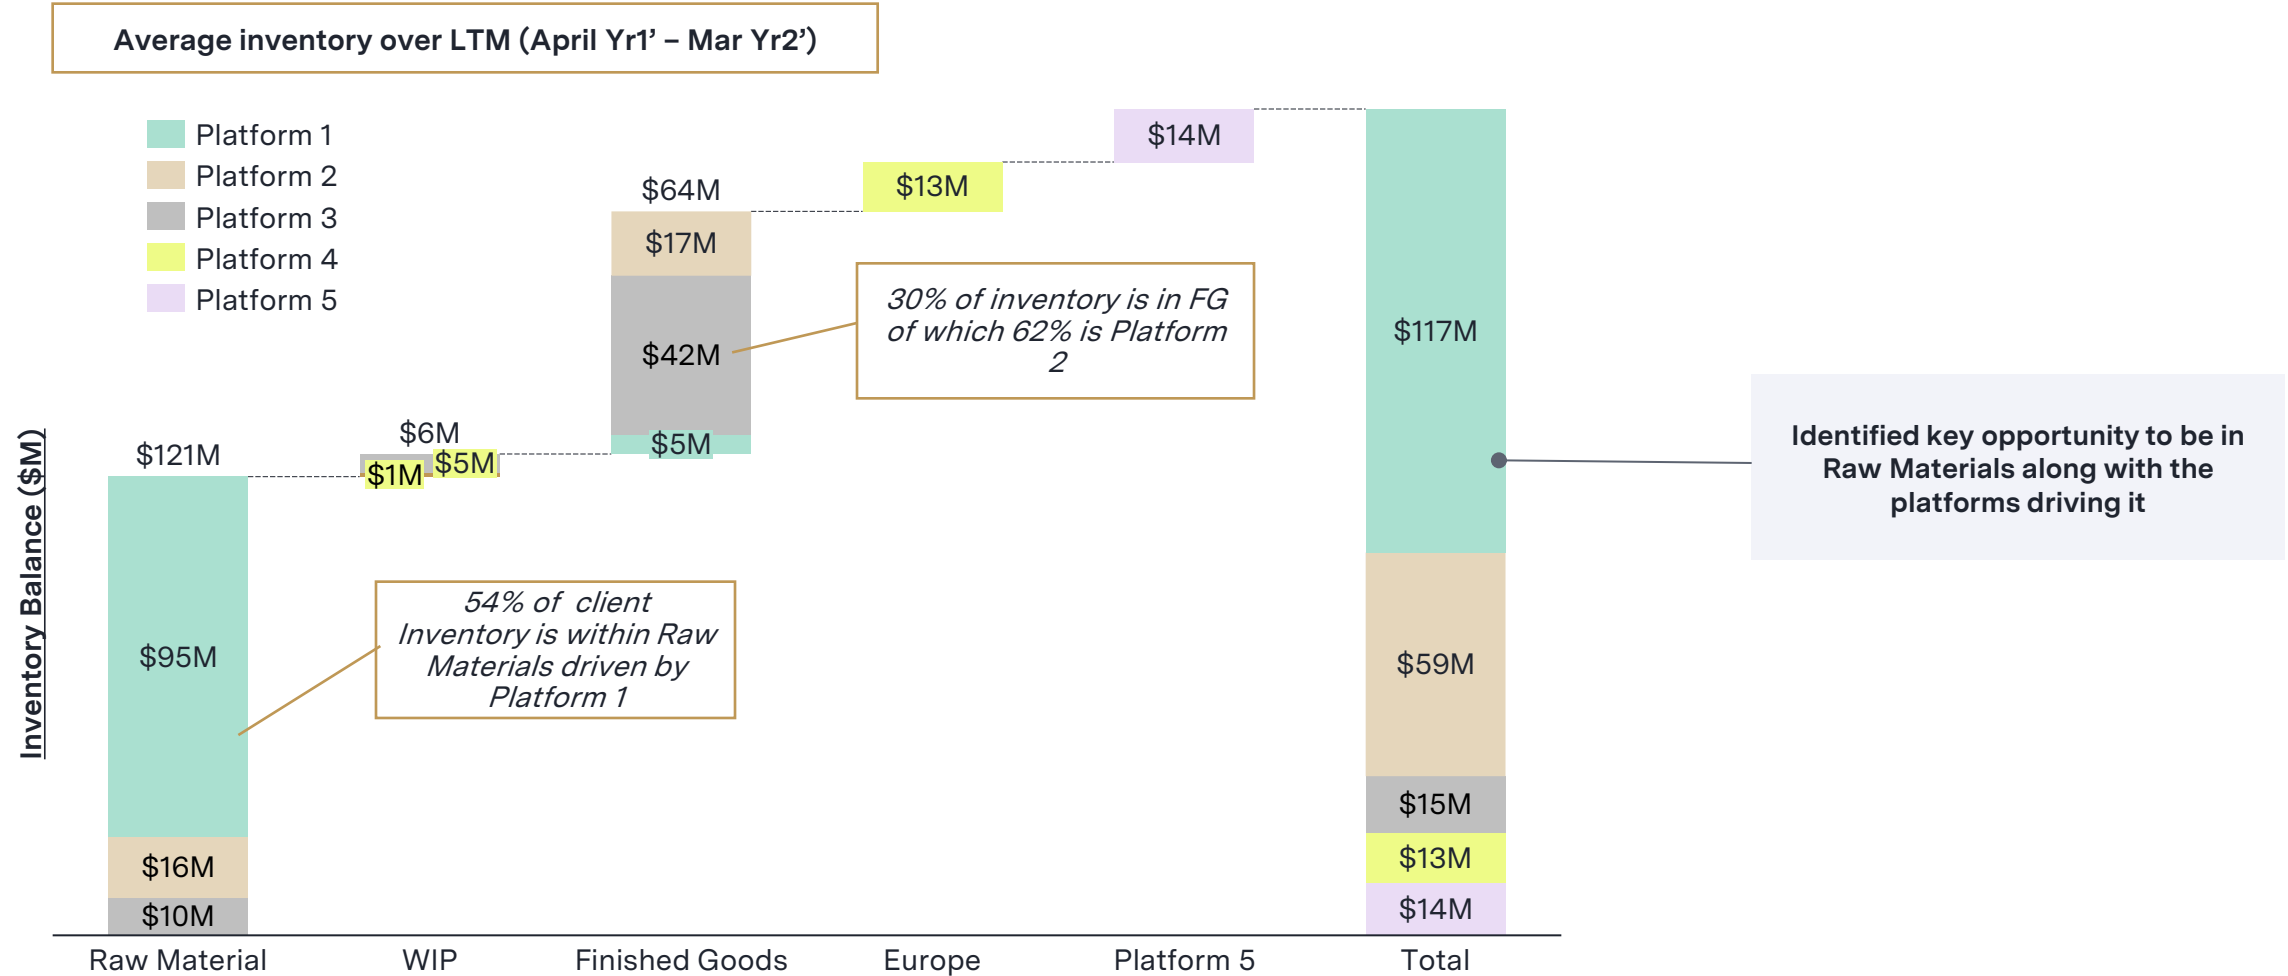 Average inventory over LTM (April Yr1’ – Mar Yr2’)
Platform 1
Platform 2
Platform 3
Platform 4
Platform 5
Inventory Balance ($M)
$121M
$95M
$16M
$10M
54% of  client
Inventory is within Raw
Materials driven by
Platform 1
$6M
$1M
$5M
$64M
$17M
$42M
$5M
30% of inventory is in FG
of which 62% is Platform
2
$13M
$14M
$117M
$59M
$15M
$13M
$14M
Identified key opportunity to be in
Raw Materials along with the
platforms driving it
Raw Material
WIP
Finished Goods
Europe
Platform 5
Total